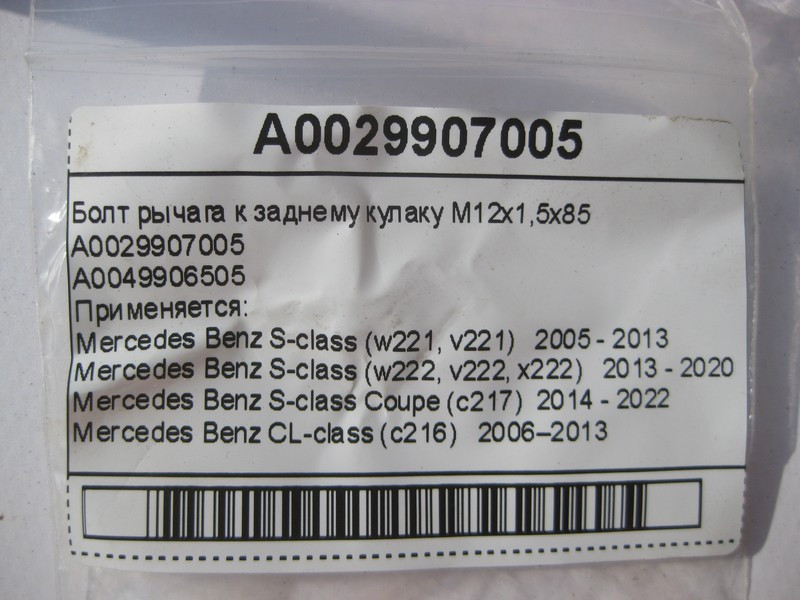 A0029907005
Болт рычага к заднему кулаку M12x1,5x85
A0029907005
A0049906505
Применяется:
Mercedes Benz S-class (w221, v221) 2005 - 2013
Mercedes Benz S-class (w222, v222, x222) 2013 - 2020
Mercedes Benz S-class Coupe (c217) 2014 - 2022
Mercedes Benz CL-class (c216) 2006–2013